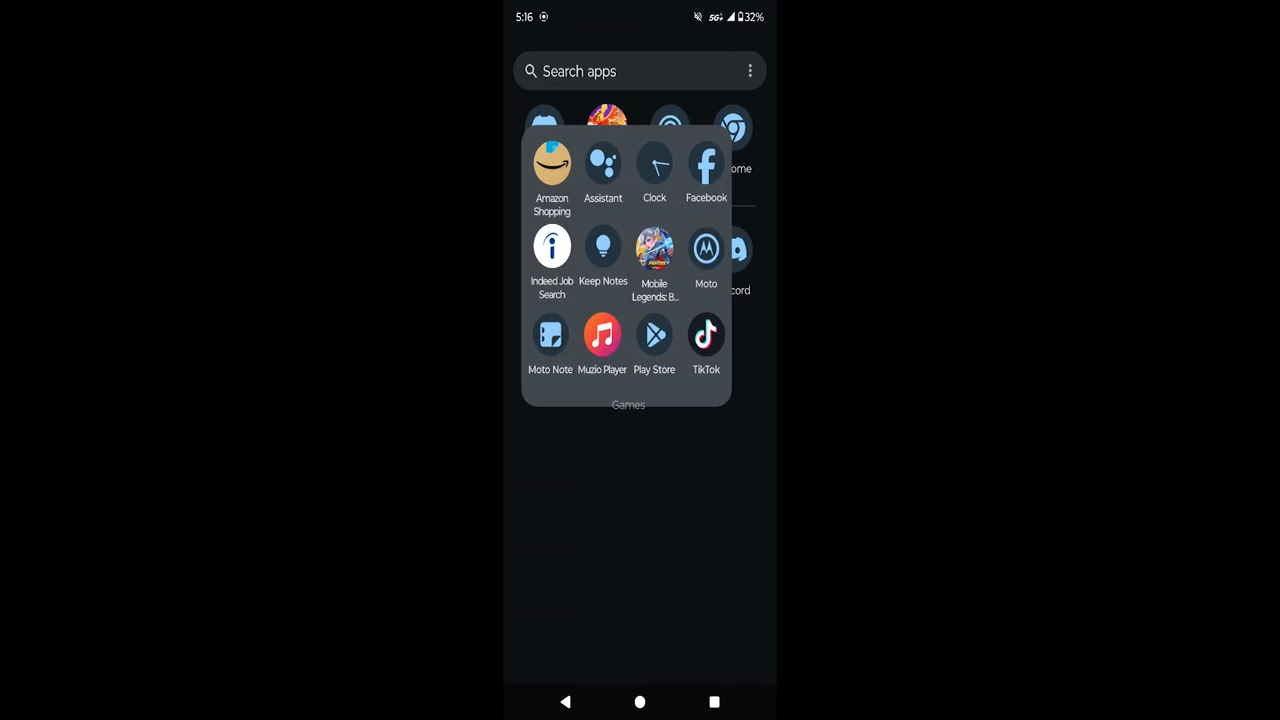 5:16 5G+ 32%
Search apps
ome
Amazon Shopping
Assistant
Clock
Facebook
Indeed Job Search
Keep Notes
Mobile Legends: B...
Moto
cord
Moto Note
Muzio Player
Play Store
TikTok
Games